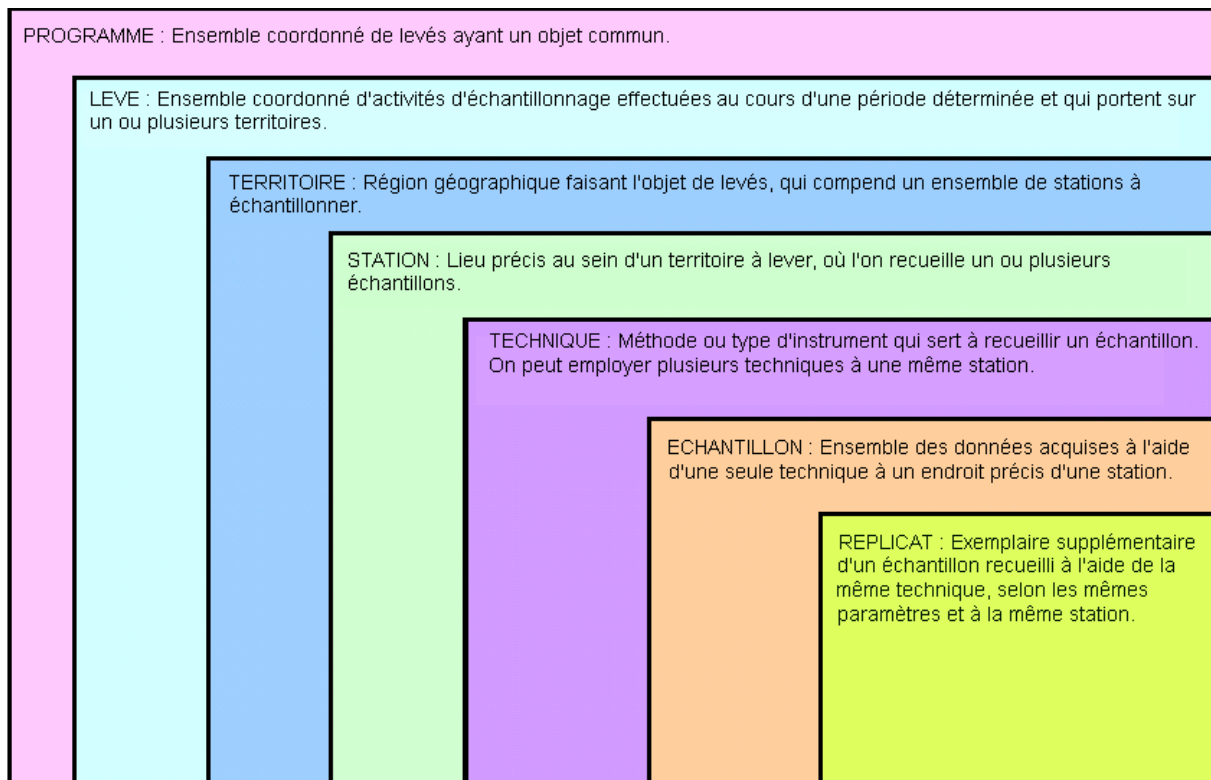 PROGRAMME : Ensemble coordonné de levés ayant un objet commun.
LEVE : Ensemble coordonné d'activités d'échantillonnage effectuées au cours d'une période déterminée et qui portent sur
un ou plusieurs territoires.
TERRITOIRE : Région géographique faisant l'objet de levés, qui compend un ensemble de stations à
échantillonner.
STATION : Lieu précis au sein d'un territoire à lever, où l'on recueille un ou plusieurs
échantillons.
TECHNIQUE : Méthode ou type d'instrument qui sert à recueillir un échantillon.
On peut employer plusieurs techniques à une même station.
ECHANTILLON : Ensemble des données acquises à l'aide
d'une seule technique à un endroit précis d'une station.
REPLICAT : Exemplaire supplémentaire
d'un échantillon recueilli à l'aide de la
même technique, selon les mêmes
paramètres et à la même station.